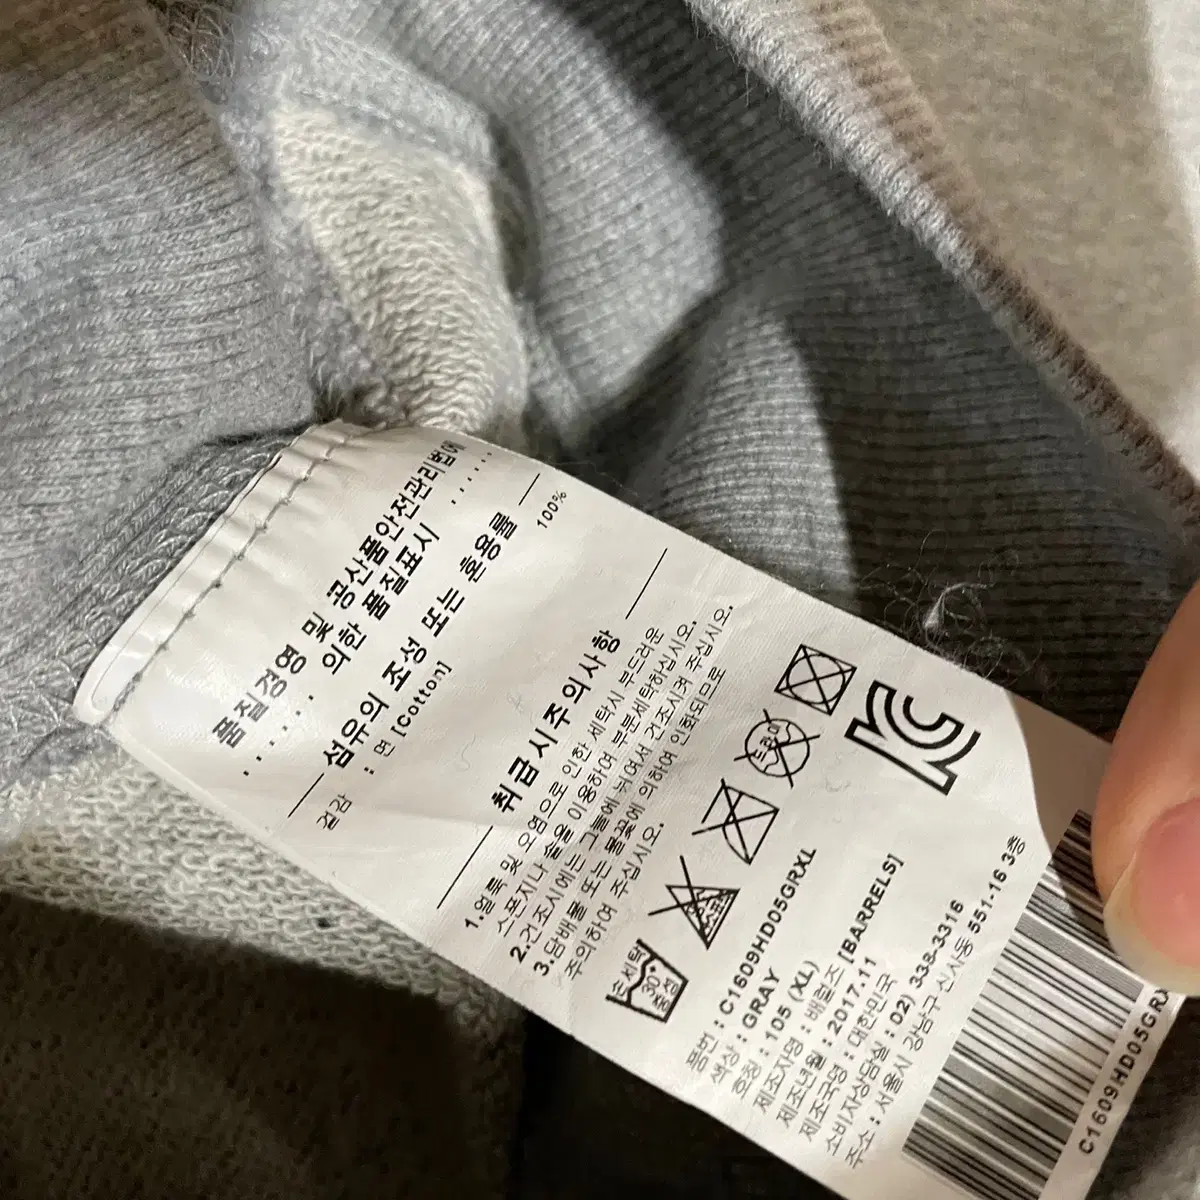 품질경영 및 공산품안전관리법에
..... 의한 품질표시 .....
섬유의 조성 또는 혼용률
겉감 : 면 [Cotton] 100%
취급시주의사항
1.얼룩 및 오염으로 인한 세탁시 부드러운
스폰지나 솔을 이용하여 부분세탁하십시오.
2.건조시에는 그늘에 뉘여서 건조시켜 주십시오.
3.담배불 또는 불꽃에 의하여 인화되므로
주의하여 주십시오.
손세탁
30°
중성
드라이
품번 : C1609HD05GRXL
색상 : GRAY
호칭 : 105 (XL)
제조자명 : 배럴즈 [BARRELS]
제조년월 : 2017.11
제조국명 : 대한민국
소비자상담실 : 02) 338-3316
주소 : 서울시 강남구 신사동 551-16 3층
C1609HD05GRX